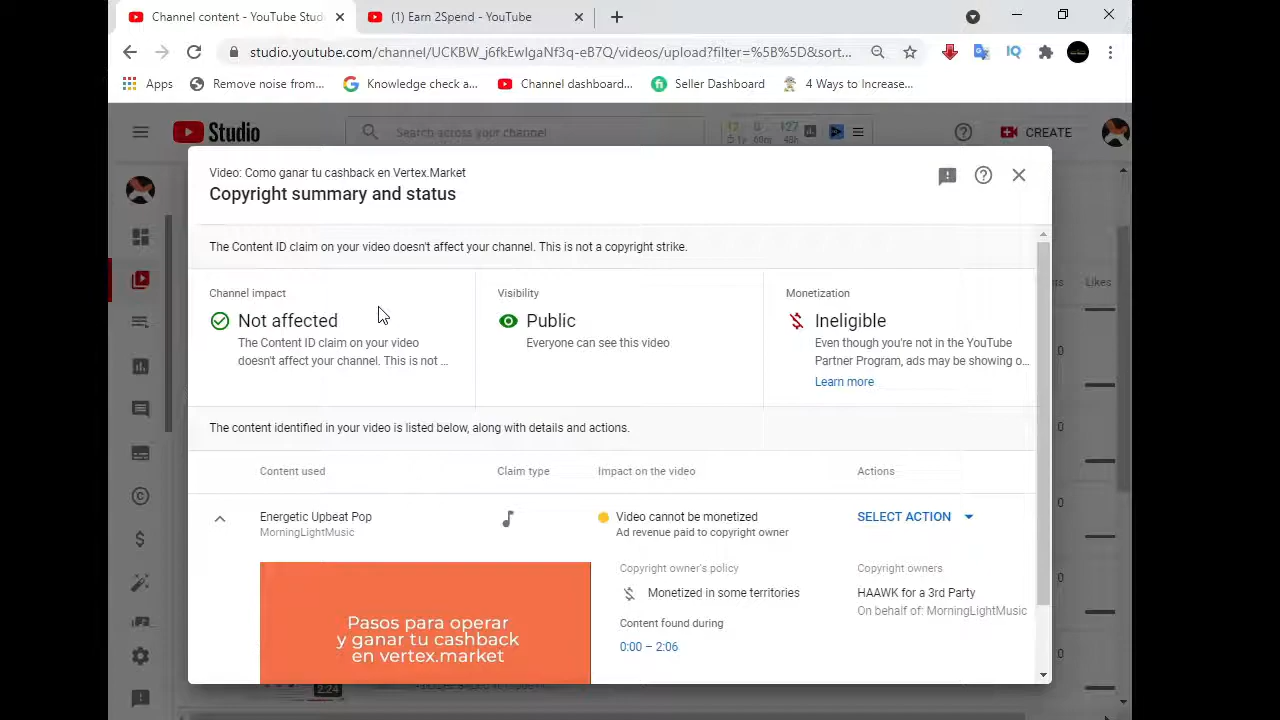 Channel content - YouTube Studi
(1) Earn 2Spend - YouTube
studio.youtube.com/channel/UCKBW_j6fkEwlgaNf3q-eB7Q/videos/upload?filter=%5B%5D&sort...
Apps
Remove noise from...
Knowledge check a...
Channel dashboard...
Seller Dashboard
4 Ways to Increase...
Studio
Search across your channel
CREATE
Video: Como ganar tu cashback en Vertex.Market
Copyright summary and status
The Content ID claim on your video doesn't affect your channel. This is not a copyright strike.
Channel impact
Not affected
The Content ID claim on your video
doesn't affect your channel. This is not ...
Visibility
Public
Everyone can see this video
Monetization
Ineligible
Even though you're not in the YouTube
Partner Program, ads may be showing o...
Learn more
Likes
The content identified in your video is listed below, along with details and actions.
Content used
Claim type
Impact on the video
Actions
Energetic Upbeat Pop
MorningLightMusic
Video cannot be monetized
Ad revenue paid to copyright owner
SELECT ACTION
Copyright owner's policy
Monetized in some territories
Content found during
0:00 – 2:06
Copyright owners
HAAWK for a 3rd Party
On behalf of: MorningLightMusic
Pasos para operar
y ganar tu cashback
en vertex.market
2:24